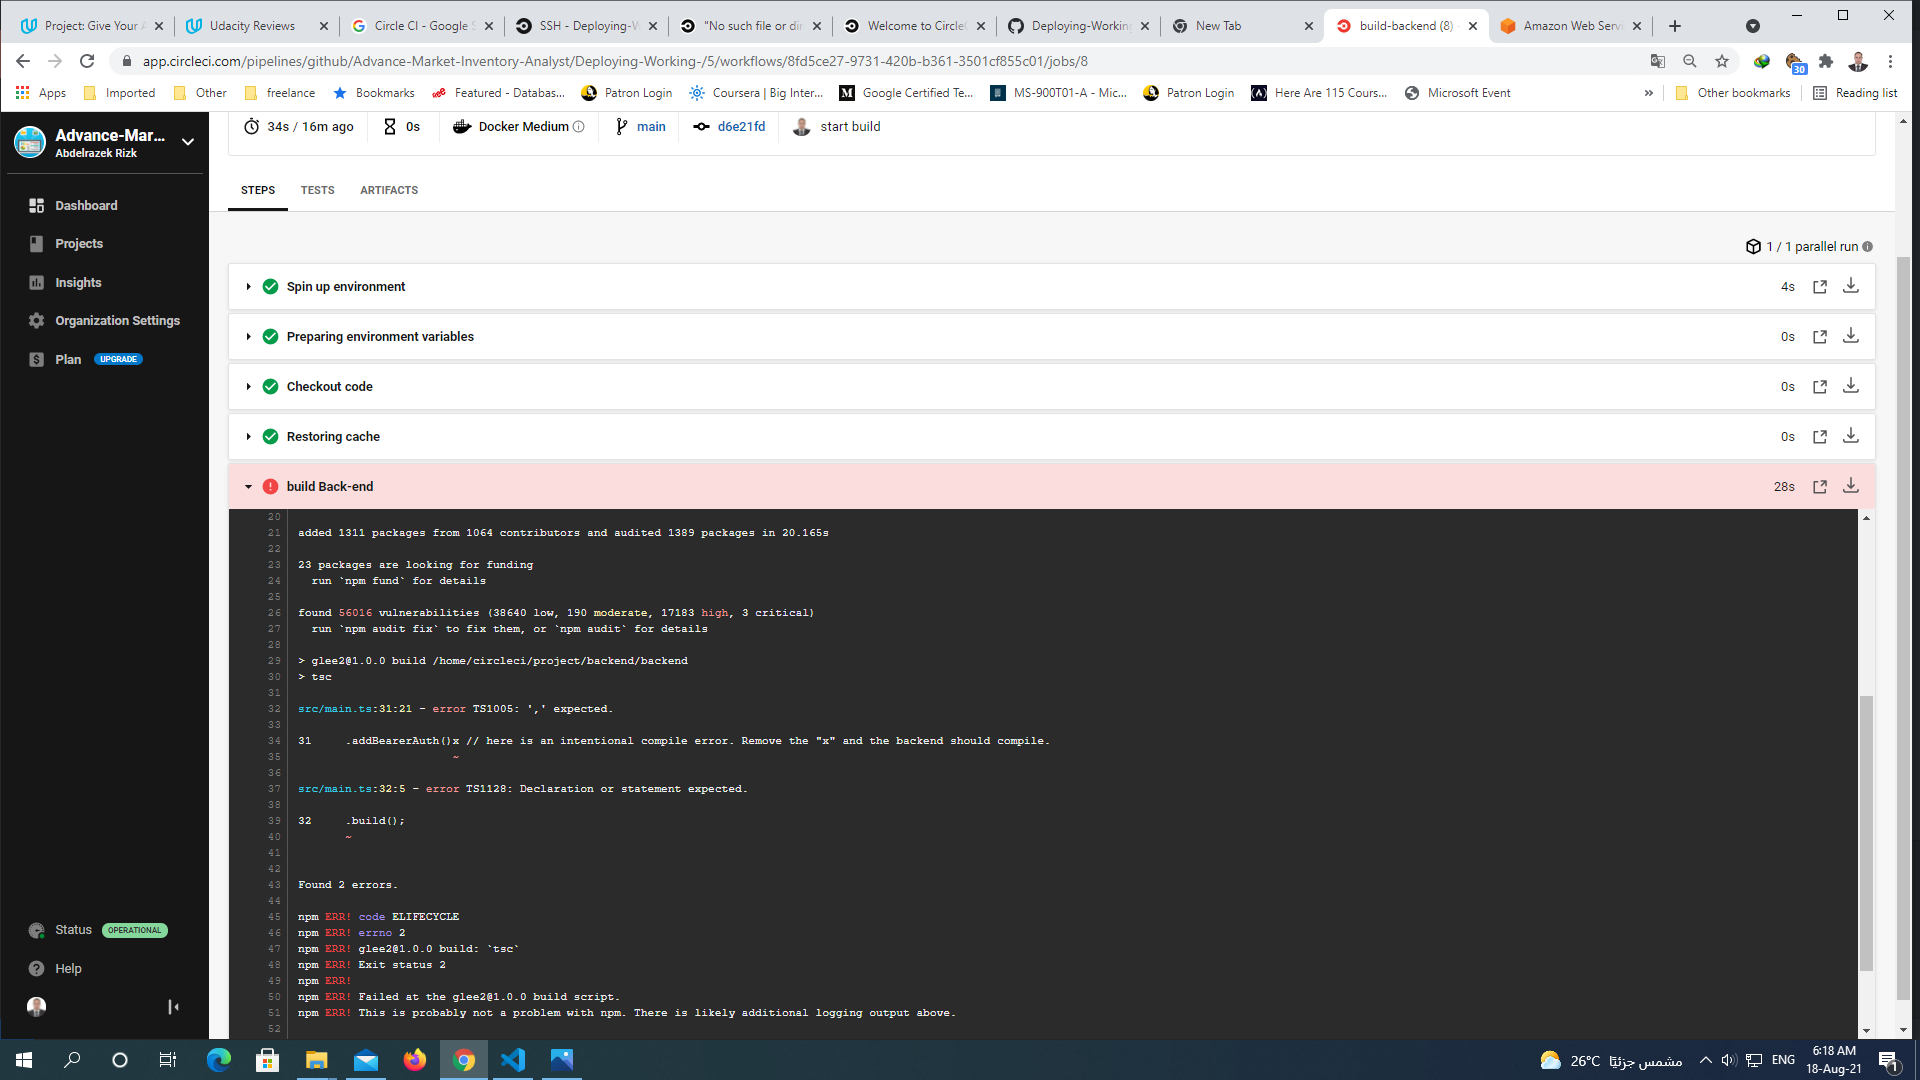 Project: Give Your A
Udacity Reviews
Circle CI - Google S
SSH - Deploying-W
"No such file or dir
Welcome to Circle
Deploying-Working
New Tab
build-backend (8) -
Amazon Web Servi
app.circleci.com/pipelines/github/Advance-Market-Inventory-Analyst/Deploying-Working-/5/workflows/8fd5ce27-9731-420b-b361-3501cf855c01/jobs/8
30
Apps
Imported
Other
freelance
Bookmarks
Featured - Databas...
Patron Login
Coursera | Big Inter...
Google Certified Te...
MS-900T01-A - Mic...
Patron Login
Here Are 115 Cours...
Microsoft Event
»
Other bookmarks
Reading list
Advance-Mar...
Abdelrazek Rizk
Dashboard
Projects
Insights
Organization Settings
Plan UPGRADE
Status OPERATIONAL
Help
34s / 16m ago
0s
Docker Medium
main
d6e21fd
start build
STEPS
TESTS
ARTIFACTS
1 / 1 parallel run
Spin up environment 4s
Preparing environment variables 0s
Checkout code 0s
Restoring cache 0s
build Back-end 28s
20
21 added 1311 packages from 1064 contributors and audited 1389 packages in 20.165s
22
23 23 packages are looking for funding
24 run `npm fund` for details
25
26 found 56016 vulnerabilities (38640 low, 190 moderate, 17183 high, 3 critical)
27 run `npm audit fix` to fix them, or `npm audit` for details
28
29 > glee2@1.0.0 build /home/circleci/project/backend/backend
30 > tsc
31
32 src/main.ts:31:21 - error TS1005: ',' expected.
33
34 31 .addBearerAuth()x // here is an intentional compile error. Remove the "x" and the backend should compile.
35 ~
36
37 src/main.ts:32:5 - error TS1128: Declaration or statement expected.
38
39 32 .build();
40 ~
41
42
43 Found 2 errors.
44
45 npm ERR! code ELIFECYCLE
46 npm ERR! errno 2
47 npm ERR! glee2@1.0.0 build: `tsc`
48 npm ERR! Exit status 2
49 npm ERR!
50 npm ERR! Failed at the glee2@1.0.0 build script.
51 npm ERR! This is probably not a problem with npm. There is likely additional logging output above.
52
26°C مشمس جزئيًا
ENG
6:18 AM
18-Aug-21
1